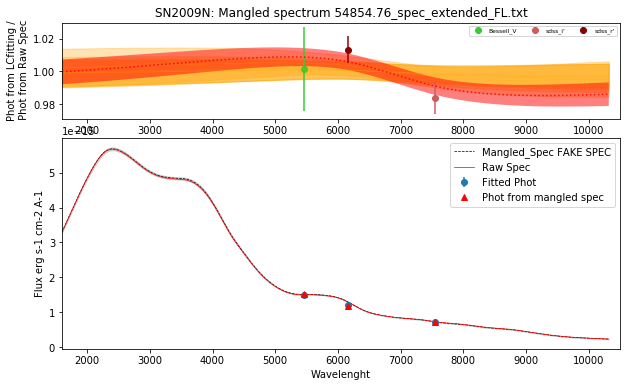 SN2009N: Mangled spectrum 54854.76_spec_extended_FL.txt
Phot from LCfitting /
Phot from Raw Spec
1.02
1.00
0.98
Bessell_V
sdss_i'
sdss_r'
2000 3000 4000 5000 6000 7000 8000 9000 10000
1e−15
Flux erg s-1 cm-2 A-1
5
4
3
2
1
0
Mangled_Spec FAKE SPEC
Raw Spec
Fitted Phot
Phot from mangled spec
2000 3000 4000 5000 6000 7000 8000 9000 10000
Wavelenght